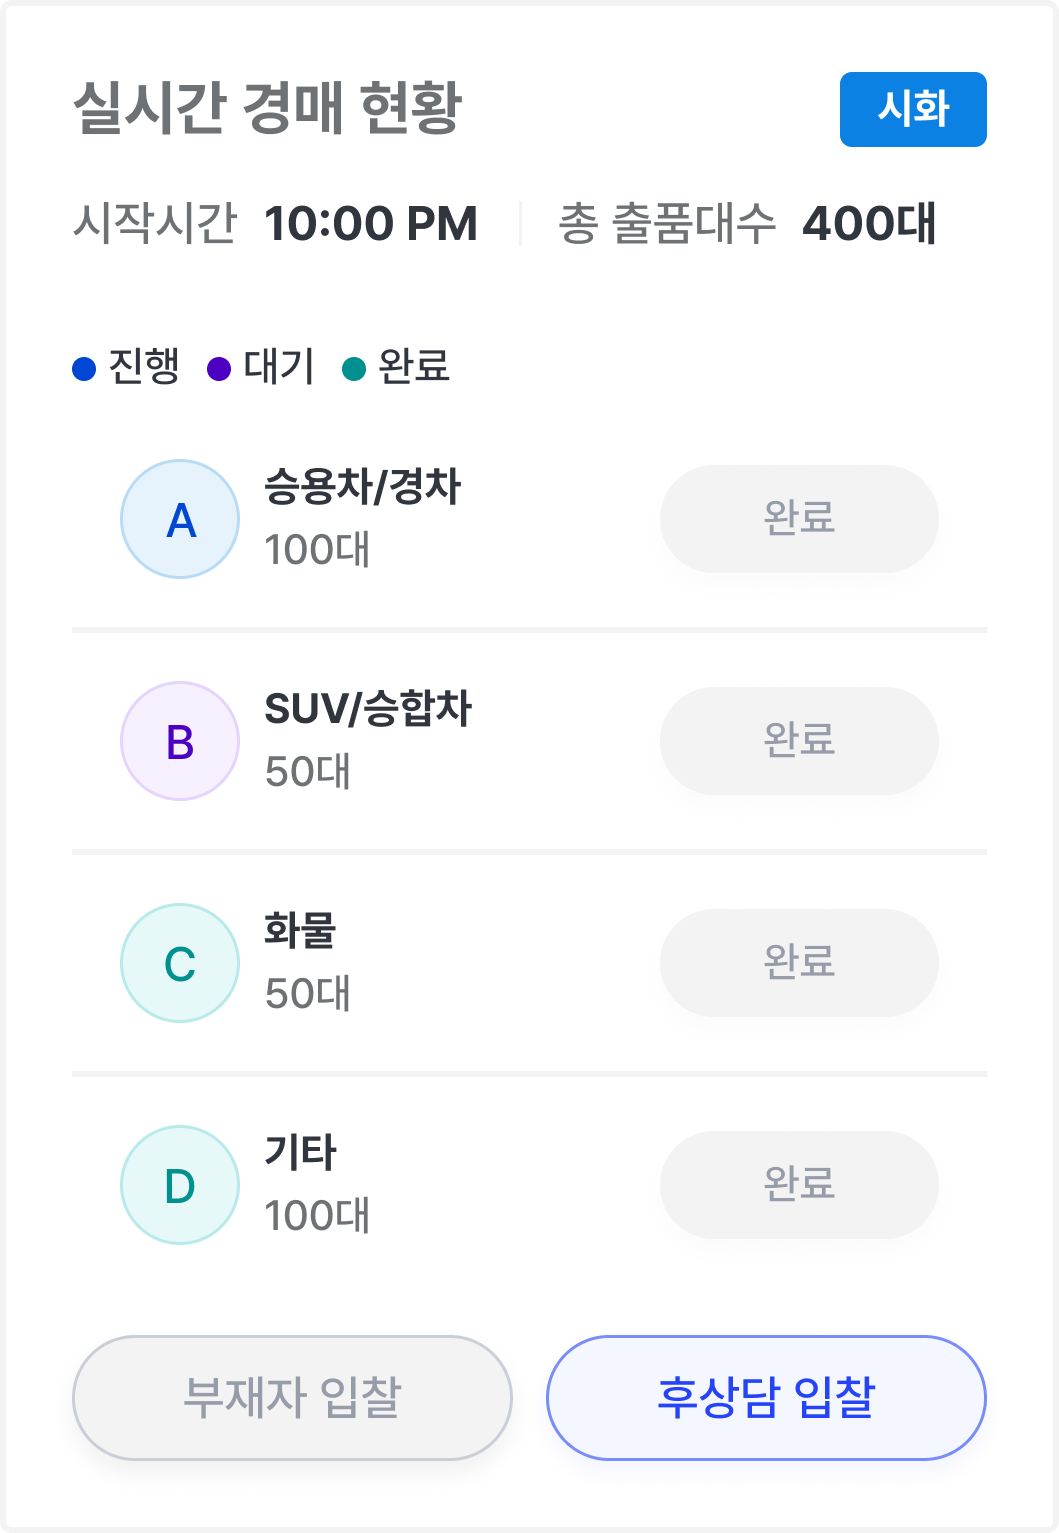 실시간 경매 현황
시화
시작시간 10:00 PM 총 출품대수 400대
진행 대기 완료
A 승용차/경차 완료
100대
B SUV/승합차 완료
50대
C 화물 완료
50대
D 기타 완료
100대
부재자 입찰 후상담 입찰